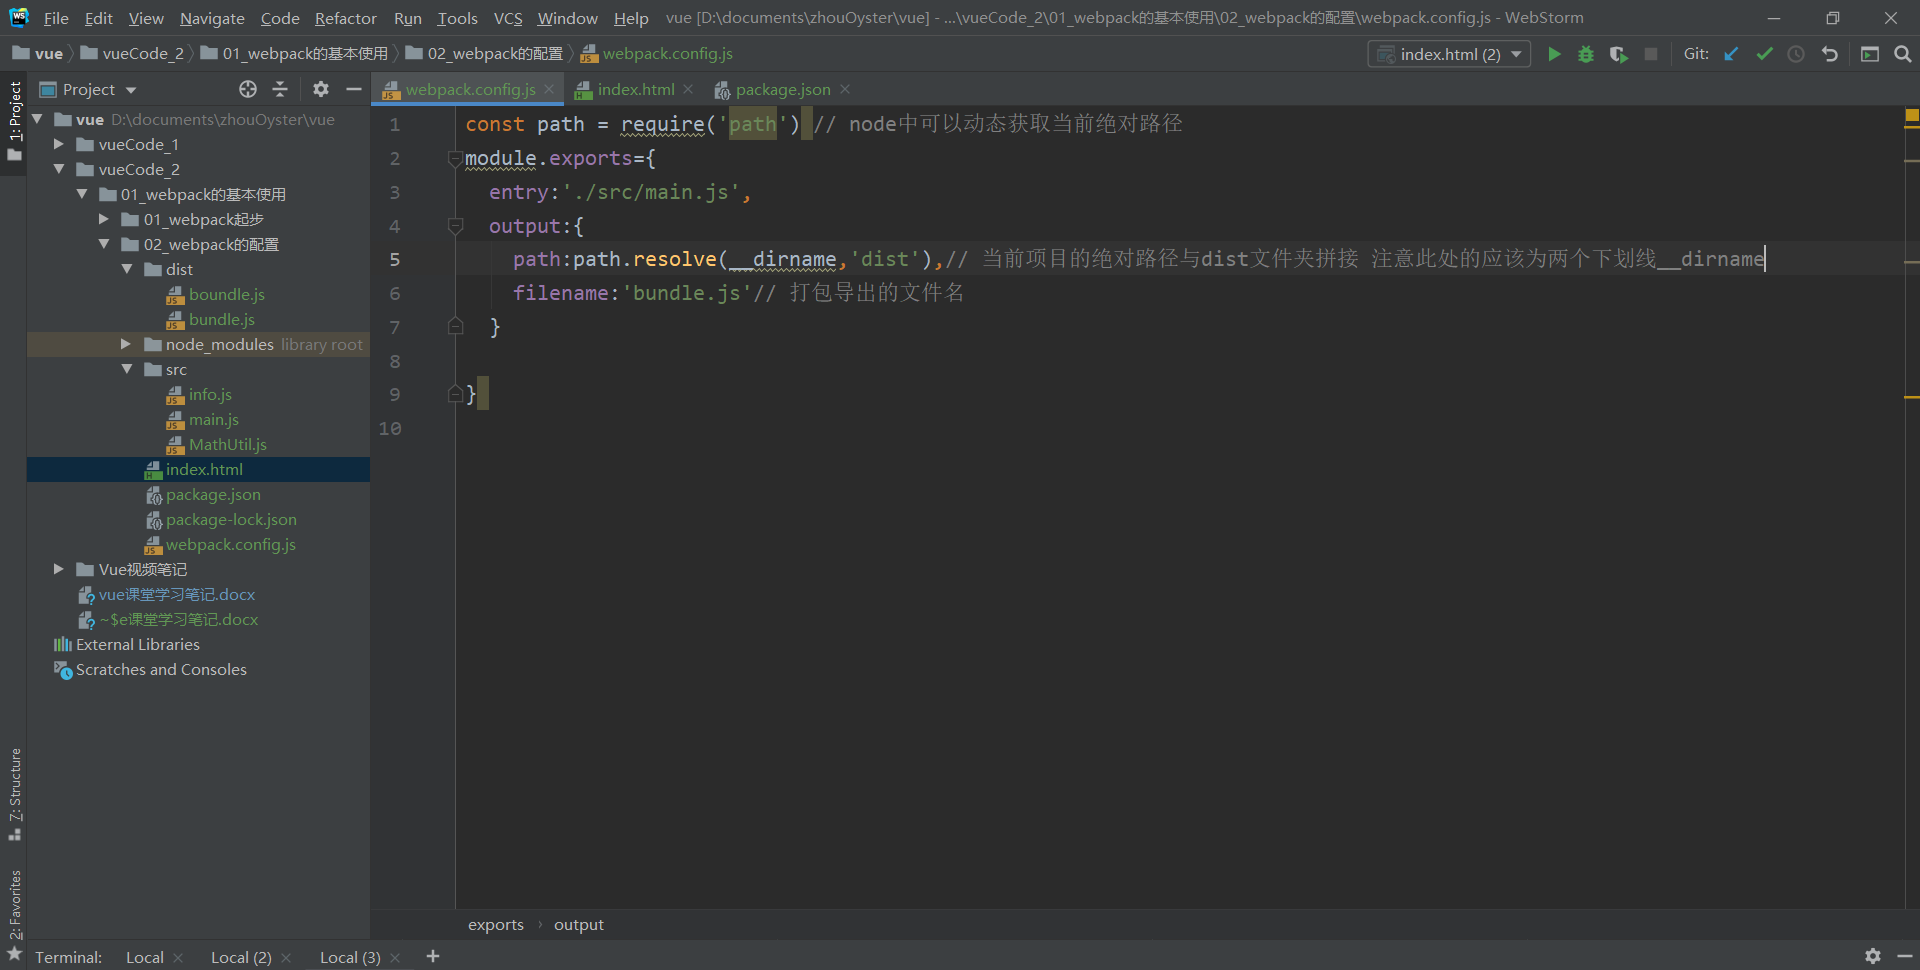 WS File Edit View Navigate Code Refactor Run Tools VCS Window Help vue [D:\documents\zhouOyster\vue] - ...\vueCode_2\01_webpack的基本使用\02_webpack的配置\webpack.config.js - WebStorm
vue vueCode_2 01_webpack的基本使用 02_webpack的配置 webpack.config.js index.html (2) Git:
Project
webpack.config.js index.html package.json
1: Project
7: Structure
2: Favorites
vue D:\documents\zhouOyster\vue
vueCode_1
vueCode_2
01_webpack的基本使用
01_webpack起步
02_webpack的配置
dist
boundle.js
bundle.js
node_modules library root
src
info.js
main.js
MathUtil.js
index.html
package.json
package-lock.json
webpack.config.js
Vue视频笔记
vue课堂学习笔记.docx
~$e课堂学习笔记.docx
External Libraries
Scratches and Consoles
1 const path = require('path') // node中可以动态获取当前绝对路径
2 module.exports={
3 entry:'./src/main.js',
4 output:{
5 path:path.resolve(__dirname,'dist'),// 当前项目的绝对路径与dist文件夹拼接 注意此处的应该为两个下划线__dirname
6 filename:'bundle.js'// 打包导出的文件名
7 }
8
9 }
10
exports › output
Terminal: Local Local (2) Local (3) +